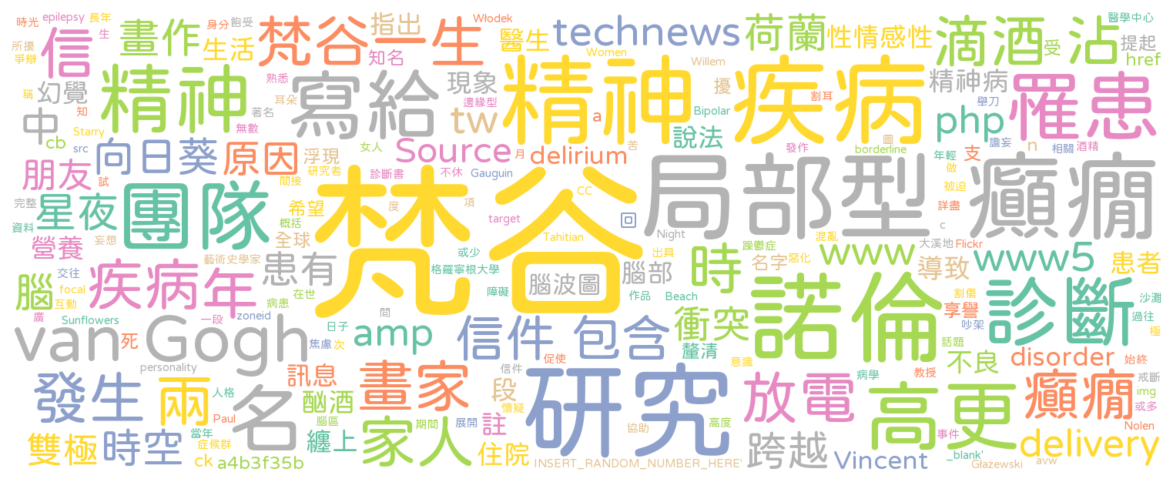 時光 epilepsy 長年
身分 飽受
指出
Włodek
醫生
technews
荷蘭
性情感性
滴酒
沾
醫學中心
所擾
爭辯
信
畫作
生活
梵谷一生
知名
Women
Willem
受
提起
href
瑞
幻覺
精神
熟悉
耳朵
寫給
現象
邊緣型
精神
疾病
擾
割耳
Bipolar
精神病
舉刀
罹患
知
中
著名
無數
tw
a
說法
發作
圖
譫妄
php
Starry
cb
src
向日葵
原因
浮現
女人
Source
月
delirium
苦
borderline
年輕
支
相關
酒精
n
做
被迫
詳盡
朋友
試
間接
研究者
診斷書
不休
Gauguin
CC
項
局部型
癲癇
完整
資料
星夜
團隊
希望
概括
度
梵谷
target
回
Night
c
營養
妄想
全球
藝術史學家
Tahitian
混亂
躁鬱症
大溪地
Flickr
腦
交往
focal
互動
疾病
年
患有
在世
病患
或少
出具
格羅寧根大學
障礙
腦波圖
作品
腦部
Beach
時
名字
惡化
www
導致
www5
患者
割傷
沙灘
廣
Sunflowers
死
一段
zoneid
日子
焦慮
次
間
amp
信件
包含
衝突
釐清
諾倫
享譽
吵架
話題
診斷
過往
極
van
Gogh
personality
信件
促使
意識
不良
disorder
始終
發生
兩
人格
Paul
名
訊息
酗酒
腦區
畫家
段
懷疑
研究
病學
放電
教授
高更
癲癇
戒斷
img
或多
Nolen
雙極
時空
當年
症候群
ck
a4b3f35b
纏上
期間
展開
家人
註
住院
協助
高度
INSERT_RANDOM_NUMBER_HERE'
跨越
Vincent
事件
_blank'
Głażewski
avw
delivery